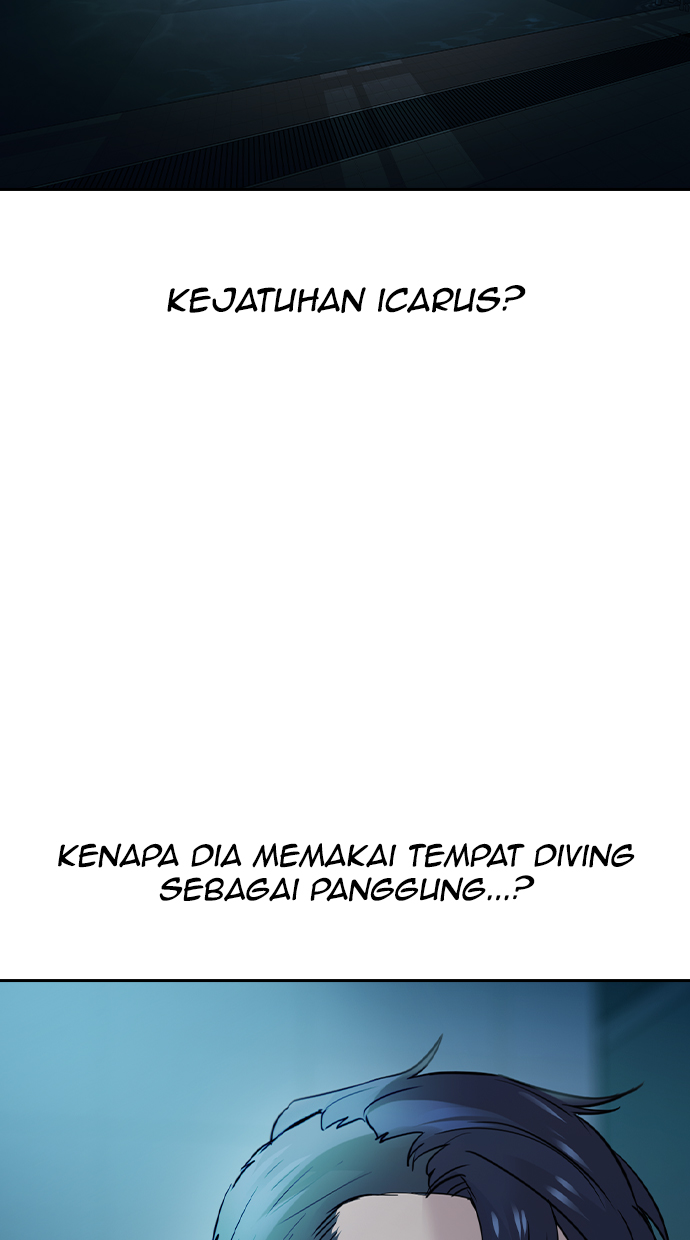 KEJATUHAN ICARUS?
KENAPA DIA MEMAKAI TEMPAT DIVING
SEBAGAI PANGGUNG...?